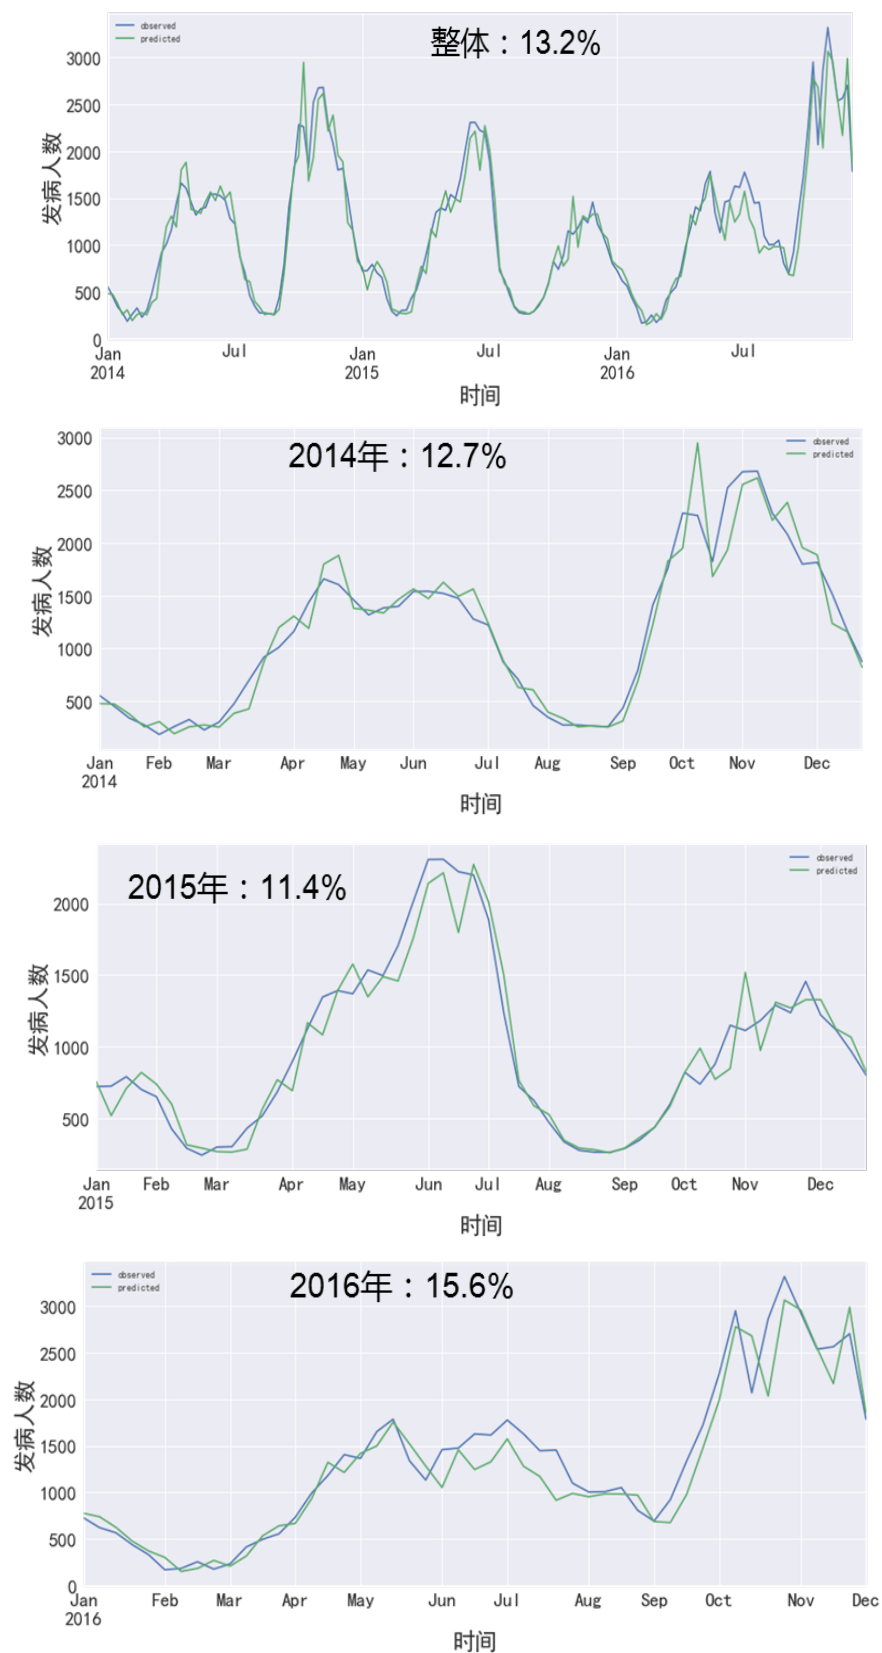 observed
predicted
整体：13.2%
3000
2500
2000
1500
1000
500
0
发病人数
Jan
2014
Jul
Jan
2015
Jul
Jan
2016
Jul
时间
2014年：12.7%
observed
predicted
3000
2500
2000
1500
1000
500
发病人数
Jan
2014
Feb
Mar
Apr
May
Jun
Jul
Aug
Sep
Oct
Nov
Dec
时间
2015年：11.4%
observed
predicted
2000
1500
1000
500
发病人数
Jan
2015
Feb
Mar
Apr
May
Jun
Jul
Aug
Sep
Oct
Nov
Dec
时间
observed
predicted
2016年：15.6%
3000
2500
2000
1500
1000
500
0
发病人数
Jan
2016
Feb
Mar
Apr
May
Jun
Jul
Aug
Sep
Oct
Nov
Dec
时间